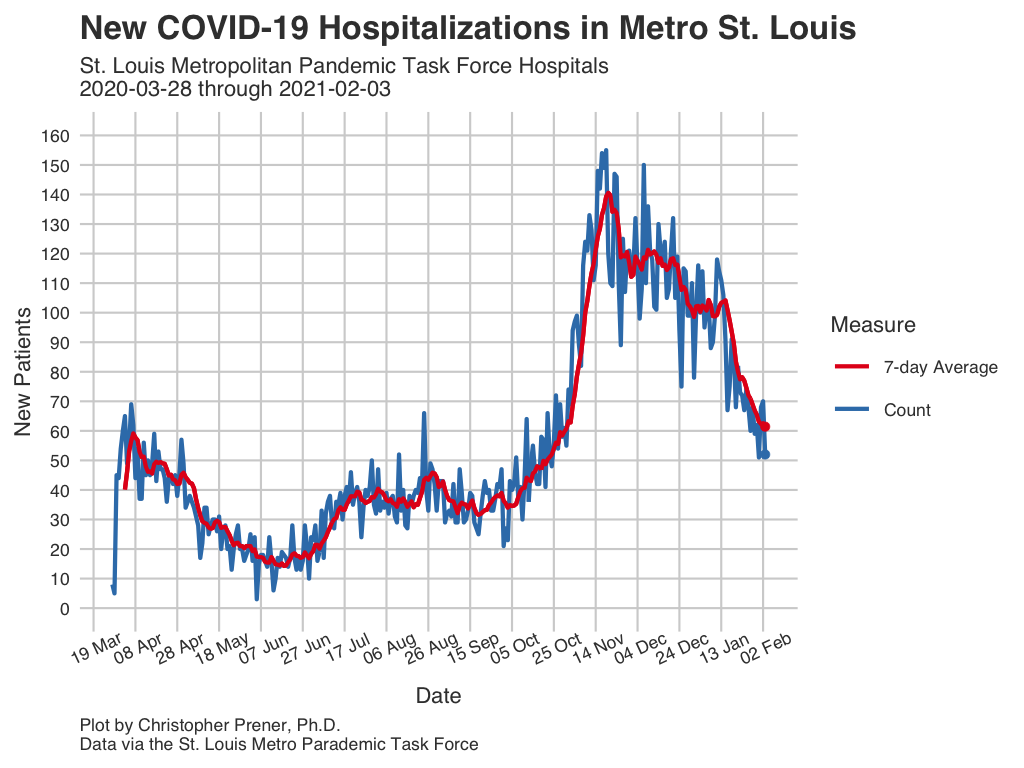 New COVID-19 Hospitalizations in Metro St. Louis
St. Louis Metropolitan Pandemic Task Force Hospitals
2020-03-28 through 2021-02-03
160
150
140
130
120
110
100
90
80
70
60
50
40
30
20
10
0
New Patients
19 Mar
08 Apr
28 Apr
18 May
07 Jun
27 Jun
17 Jul
06 Aug
26 Aug
15 Sep
05 Oct
25 Oct
14 Nov
04 Dec
24 Dec
13 Jan
02 Feb
Date
Measure
7-day Average
Count
Plot by Christopher Prener, Ph.D.
Data via the St. Louis Metro Parademic Task Force